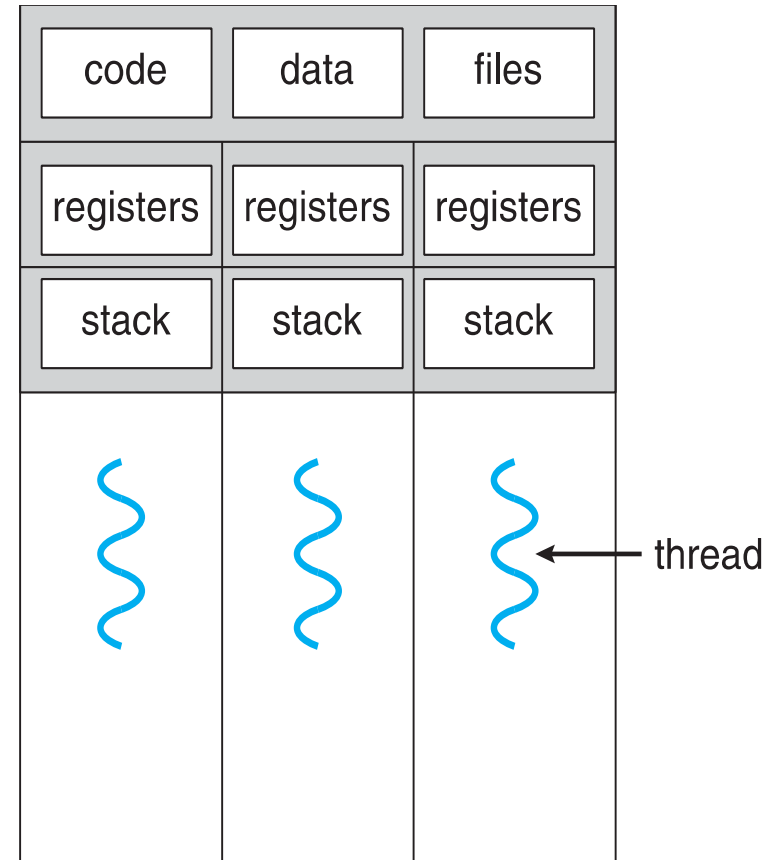 code data files
registers registers registers
stack stack stack
thread